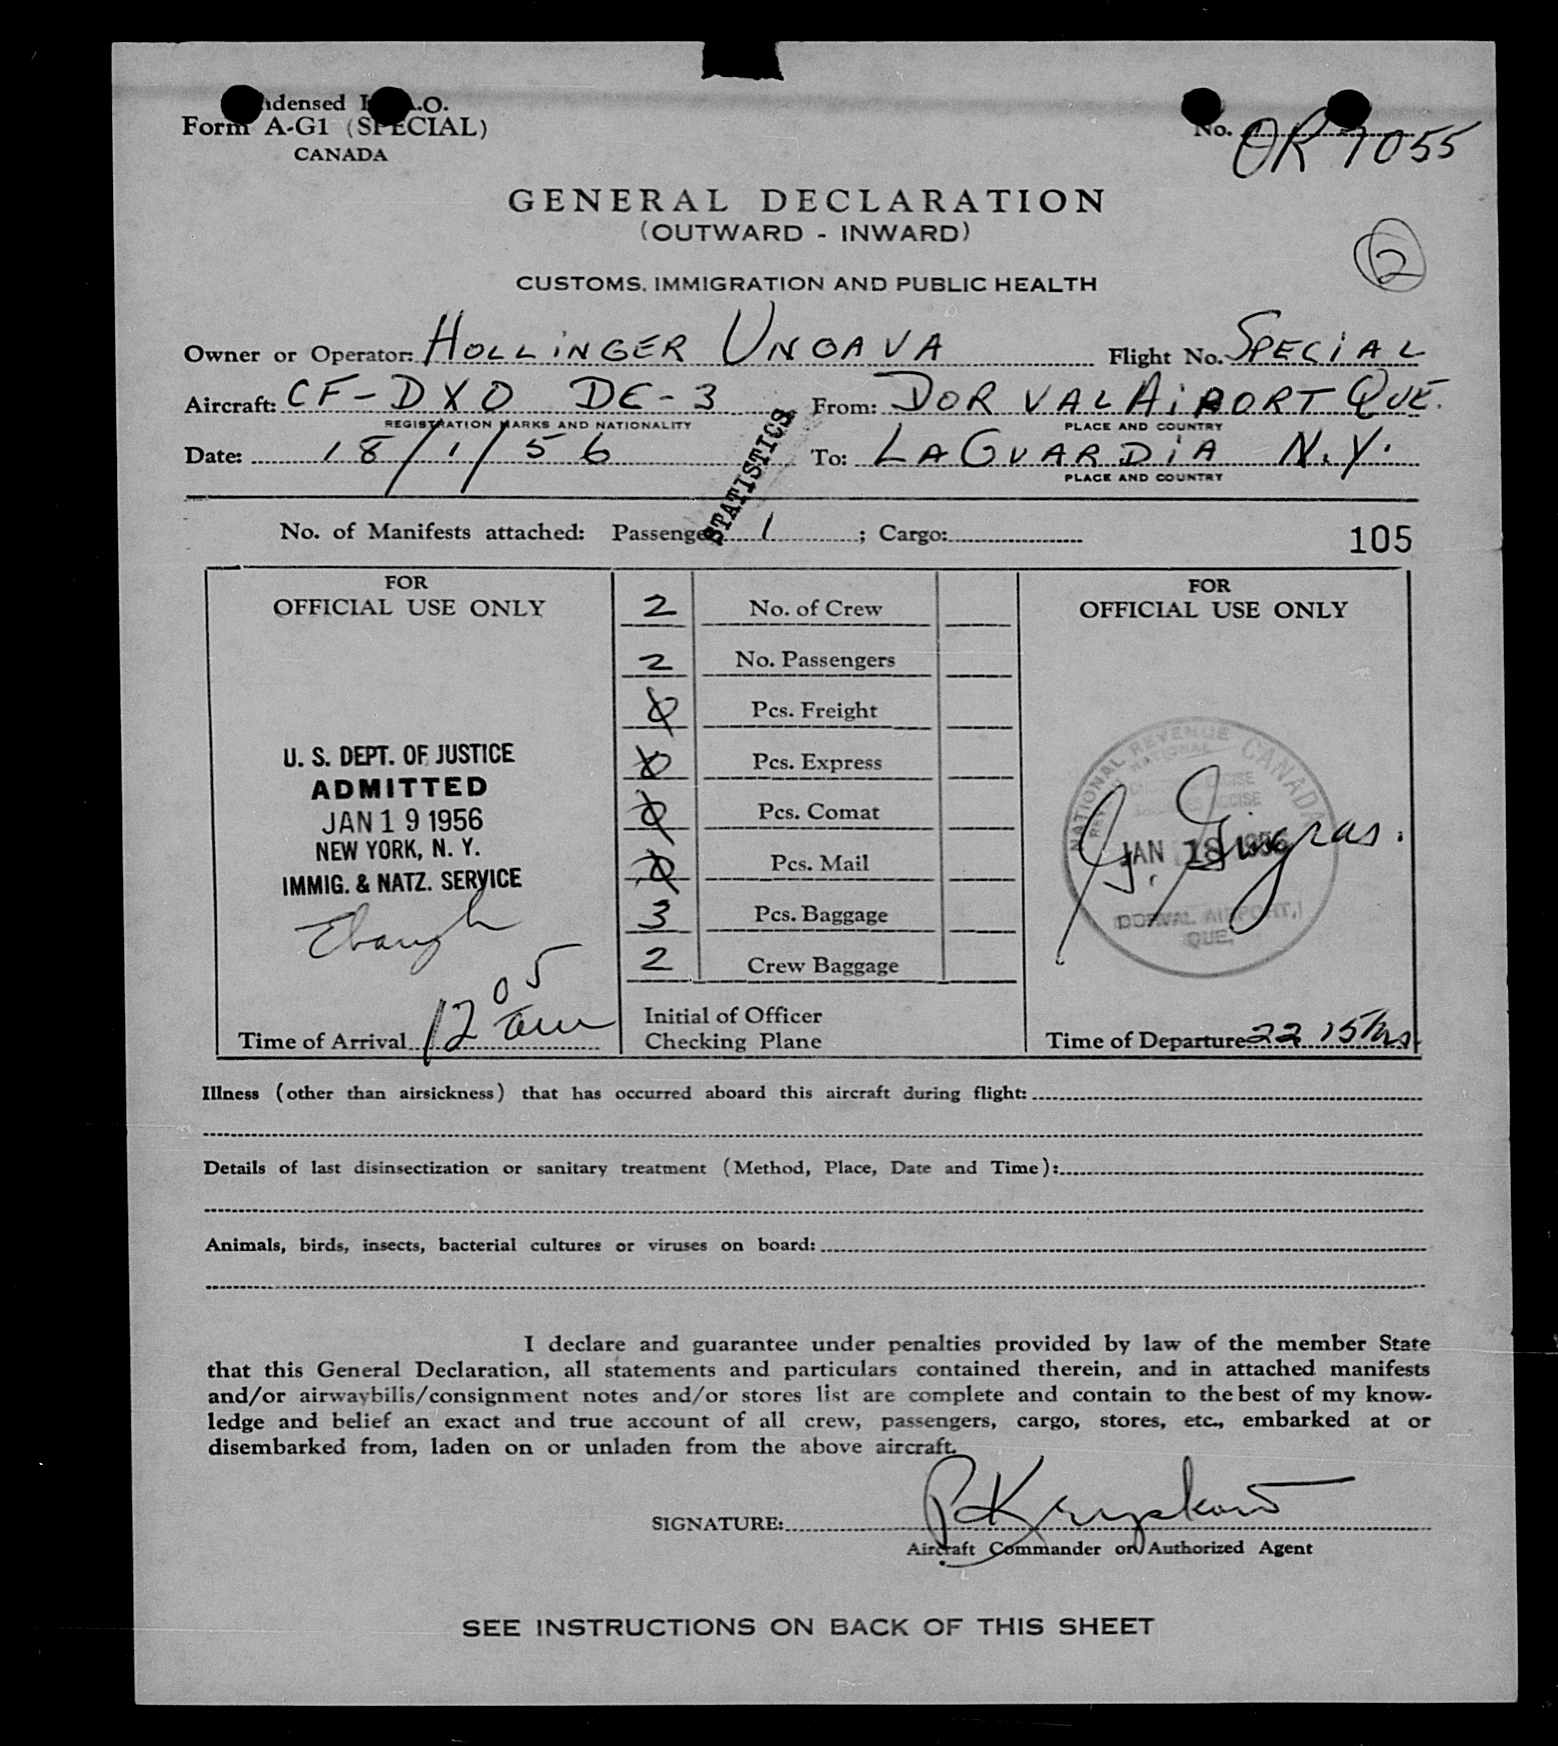 Condensed I.C.A.O.
Form A-G1 (SPECIAL)
CANADA
No. OR 7055
GENERAL DECLARATION
(OUTWARD - INWARD)
2
CUSTOMS, IMMIGRATION AND PUBLIC HEALTH
Owner or Operator: HOLLINGER UNGAVA Flight No. SPECIAL
Aircraft: CF-DXO DC-3 From: DORVAL AIRPORT QUE.
REGISTRATION MARKS AND NATIONALITY PLACE AND COUNTRY
Date: 18/1/56 To: LAGUARDIA N.Y.
PLACE AND COUNTRY
STATISTICS
No. of Manifests attached: Passenger 1 ; Cargo:
105
FOR
OFFICIAL USE ONLY
U. S. DEPT. OF JUSTICE
ADMITTED
JAN 19 1956
NEW YORK, N. Y.
IMMIG. & NATZ. SERVICE
Time of Arrival 12 05 am
2 No. of Crew
2 No. Passengers
0 Pcs. Freight
0 Pcs. Express
0 Pcs. Comat
0 Pcs. Mail
3 Pcs. Baggage
2 Crew Baggage
Initial of Officer
Checking Plane
FOR
OFFICIAL USE ONLY
NATIONAL REVENUE CANADA
JAN 18 1956
DORVAL AIRPORT,
QUE.
J. Gingras.
Time of Departure 22 15 hrs
Illness (other than airsickness) that has occurred aboard this aircraft during flight:
Details of last disinsectization or sanitary treatment (Method, Place, Date and Time):
Animals, birds, insects, bacterial cultures or viruses on board:
I declare and guarantee under penalties provided by law of the member State
that this General Declaration, all statements and particulars contained therein, and in attached manifests
and/or airwaybills/consignment notes and/or stores list are complete and contain to the best of my know-
ledge and belief an exact and true account of all crew, passengers, cargo, stores, etc., embarked at or
disembarked from, laden on or unladen from the above aircraft.
SIGNATURE:
Aircraft Commander or Authorized Agent
SEE INSTRUCTIONS ON BACK OF THIS SHEET